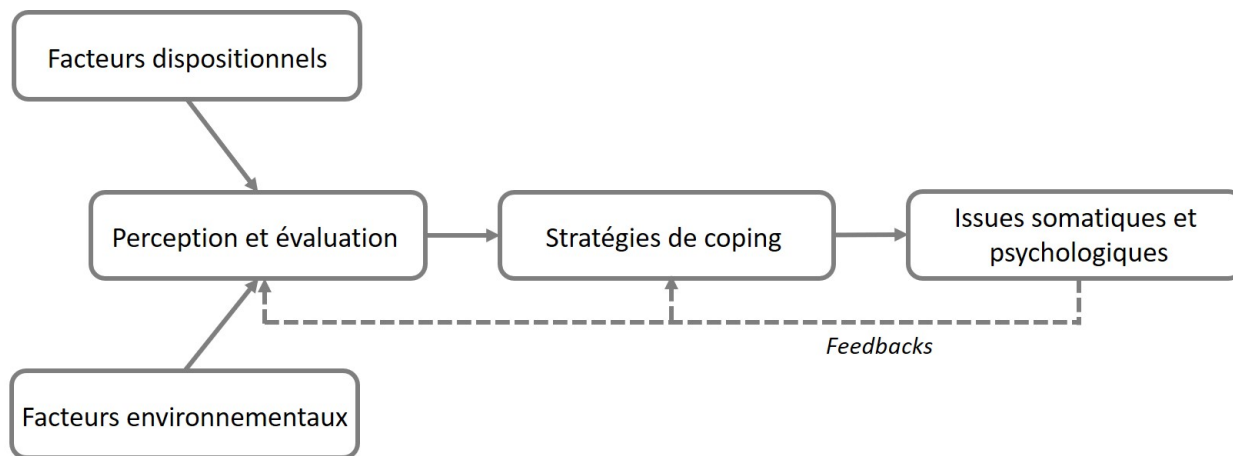 Facteurs dispositionnels
Perception et évaluation
Stratégies de coping
Issues somatiques et
psychologiques
Feedbacks
Facteurs environnementaux